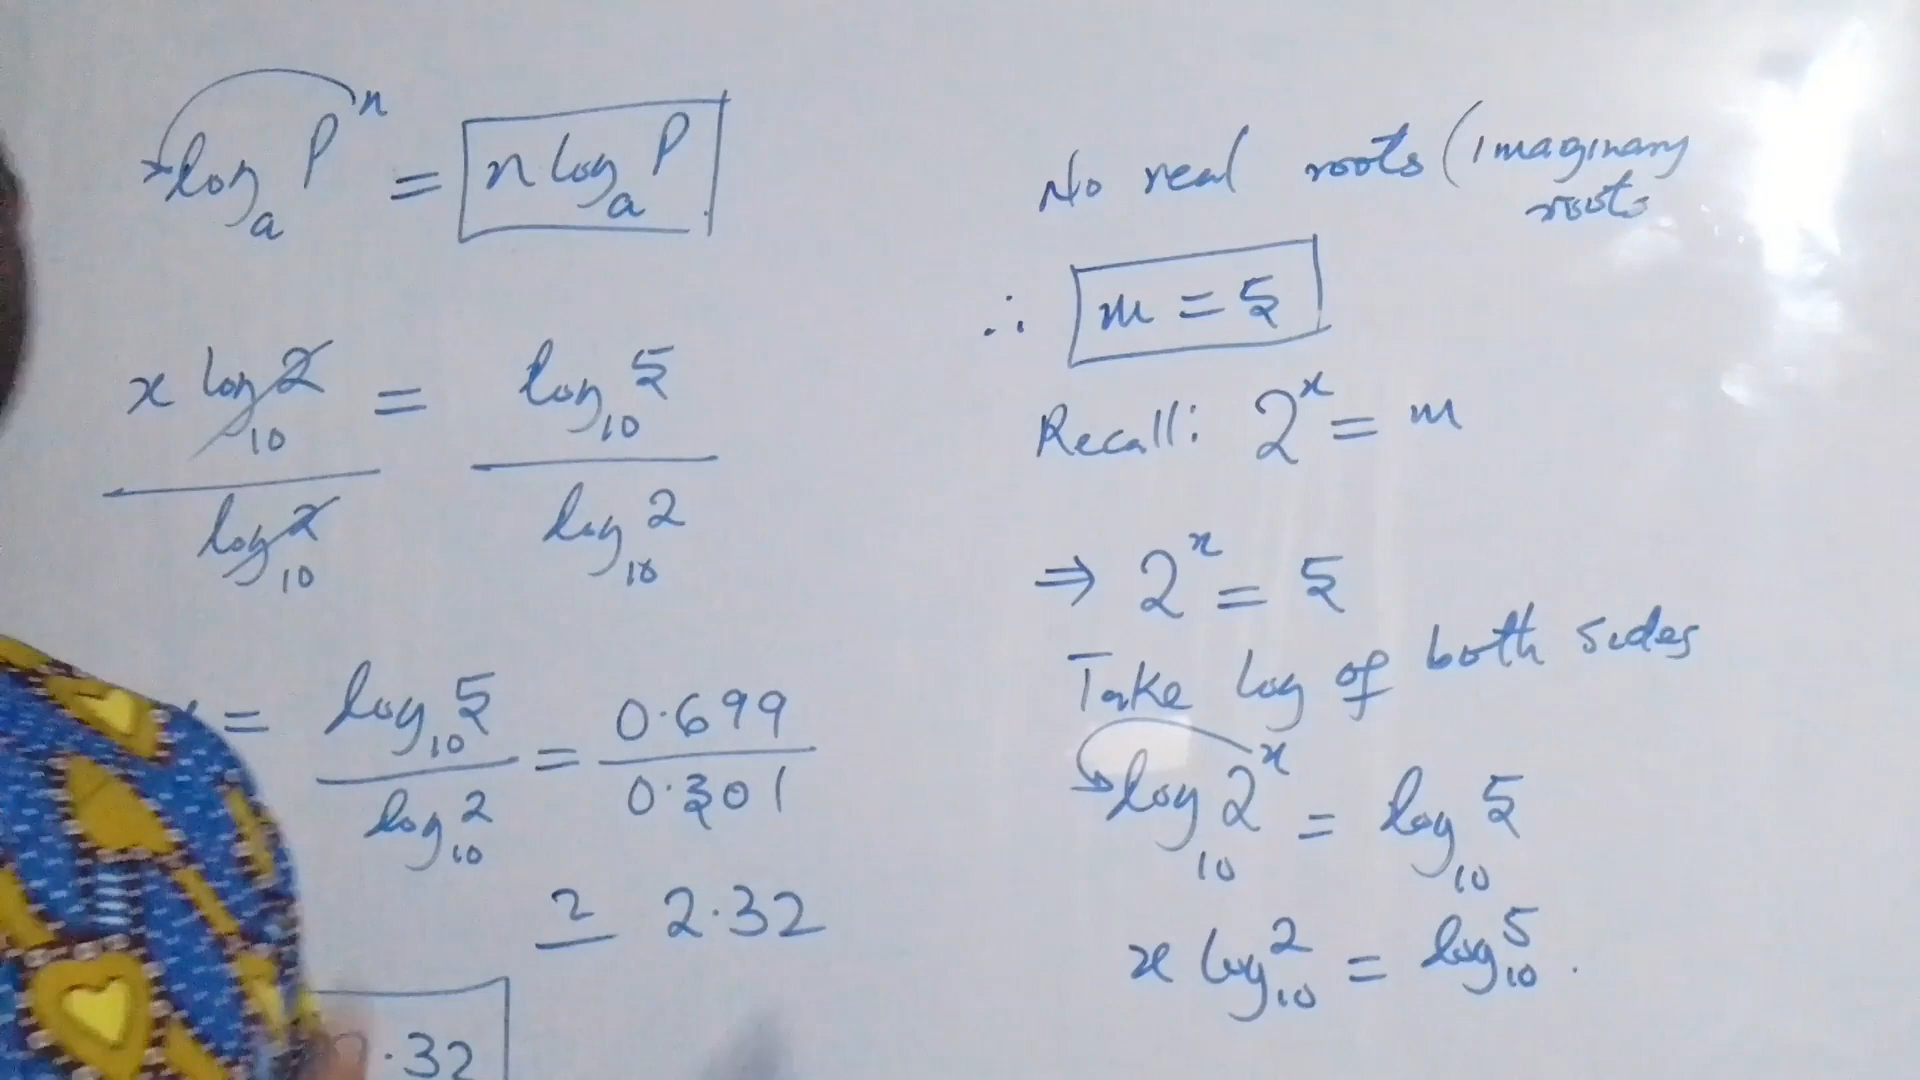 log_a P^n = n log_a P
x log_10 2 / log_10 2 = log_10 5 / log_10 2
= log_10 5 / log_10 2 = 0.699 / 0.301
≃ 2.32
.32
No real roots (imaginary
roots
∴ m = 5
Recall: 2^x = m
⇒ 2^x = 5
Take log of both sides
log_10 2^x = log_10 5
x log_10 2 = log_10 5.